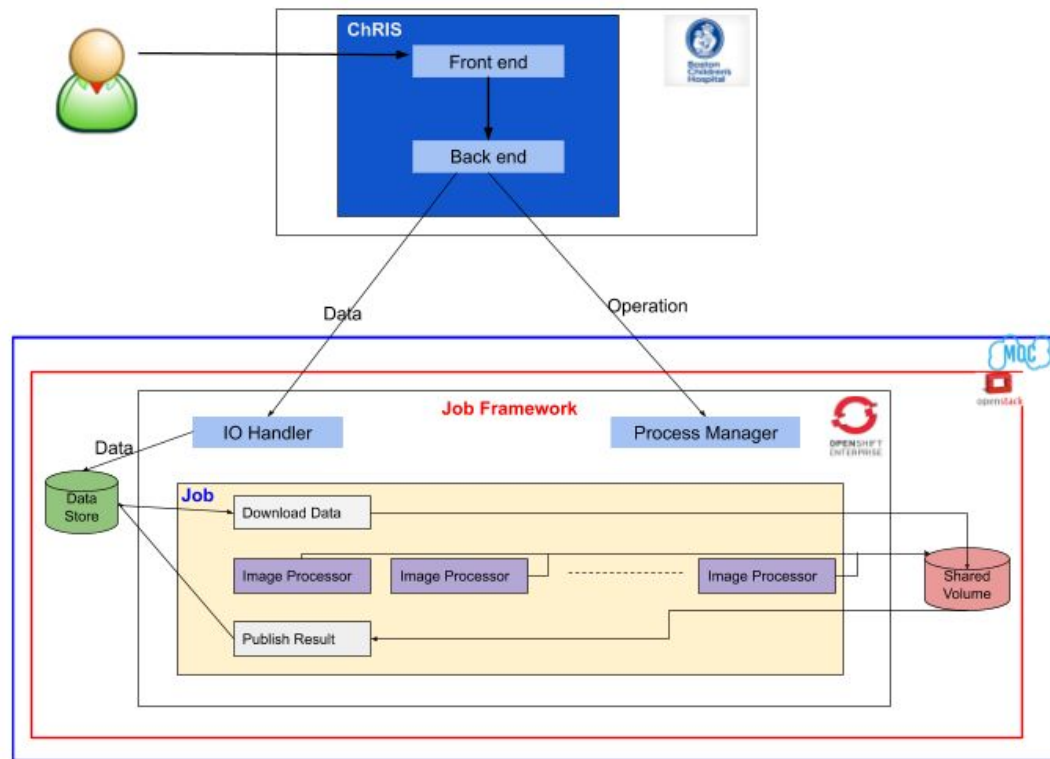 ChRIS
Front end
Boston
Children's
Hospital
Back end
Data
Operation
MOC
openstack
Job Framework
IO Handler
Process Manager
OPENSHIFT
ENTERPRISE
Data
Data
Store
Job
Download Data
Image Processor
Image Processor
Image Processor
Shared
Volume
Publish Result